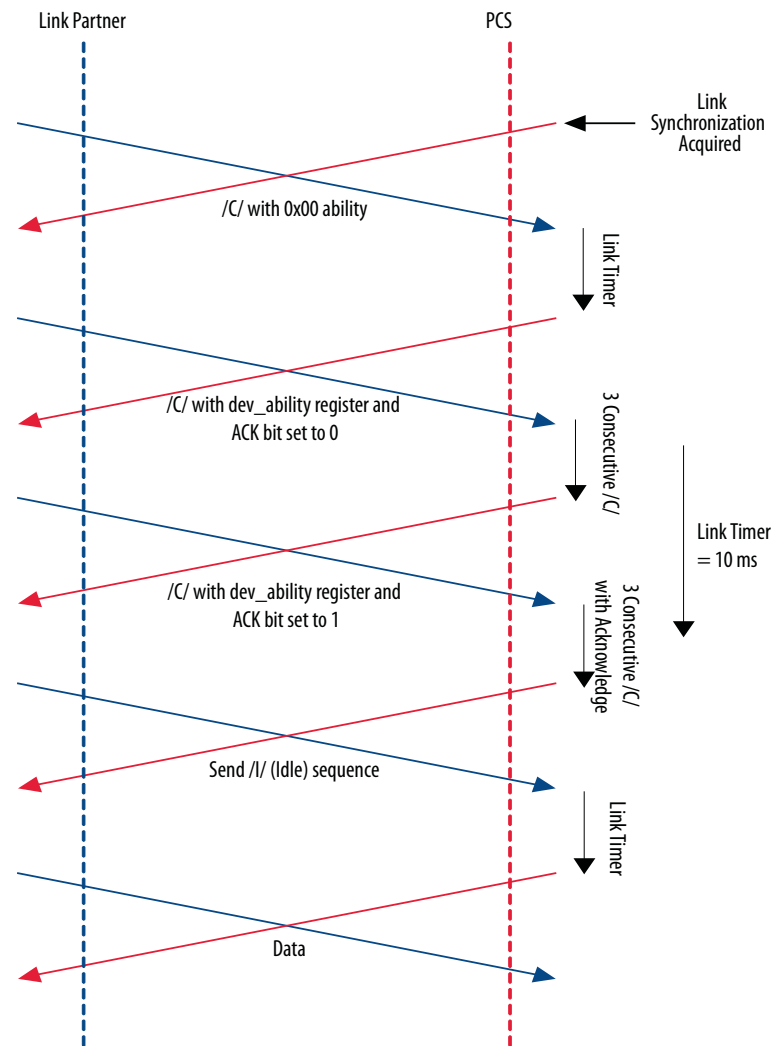 Link Partner
PCS
Link
Synchronization
Acquired
/C/ with 0x00 ability
Link Timer
/C/ with dev_ability register and
ACK bit set to 0
3 Consecutive /C/
Link Timer
= 10 ms
/C/ with dev_ability register and
ACK bit set to 1
3 Consecutive /C/
with Acknowledge
Send /I/ (Idle) sequence
Link Timer
Data